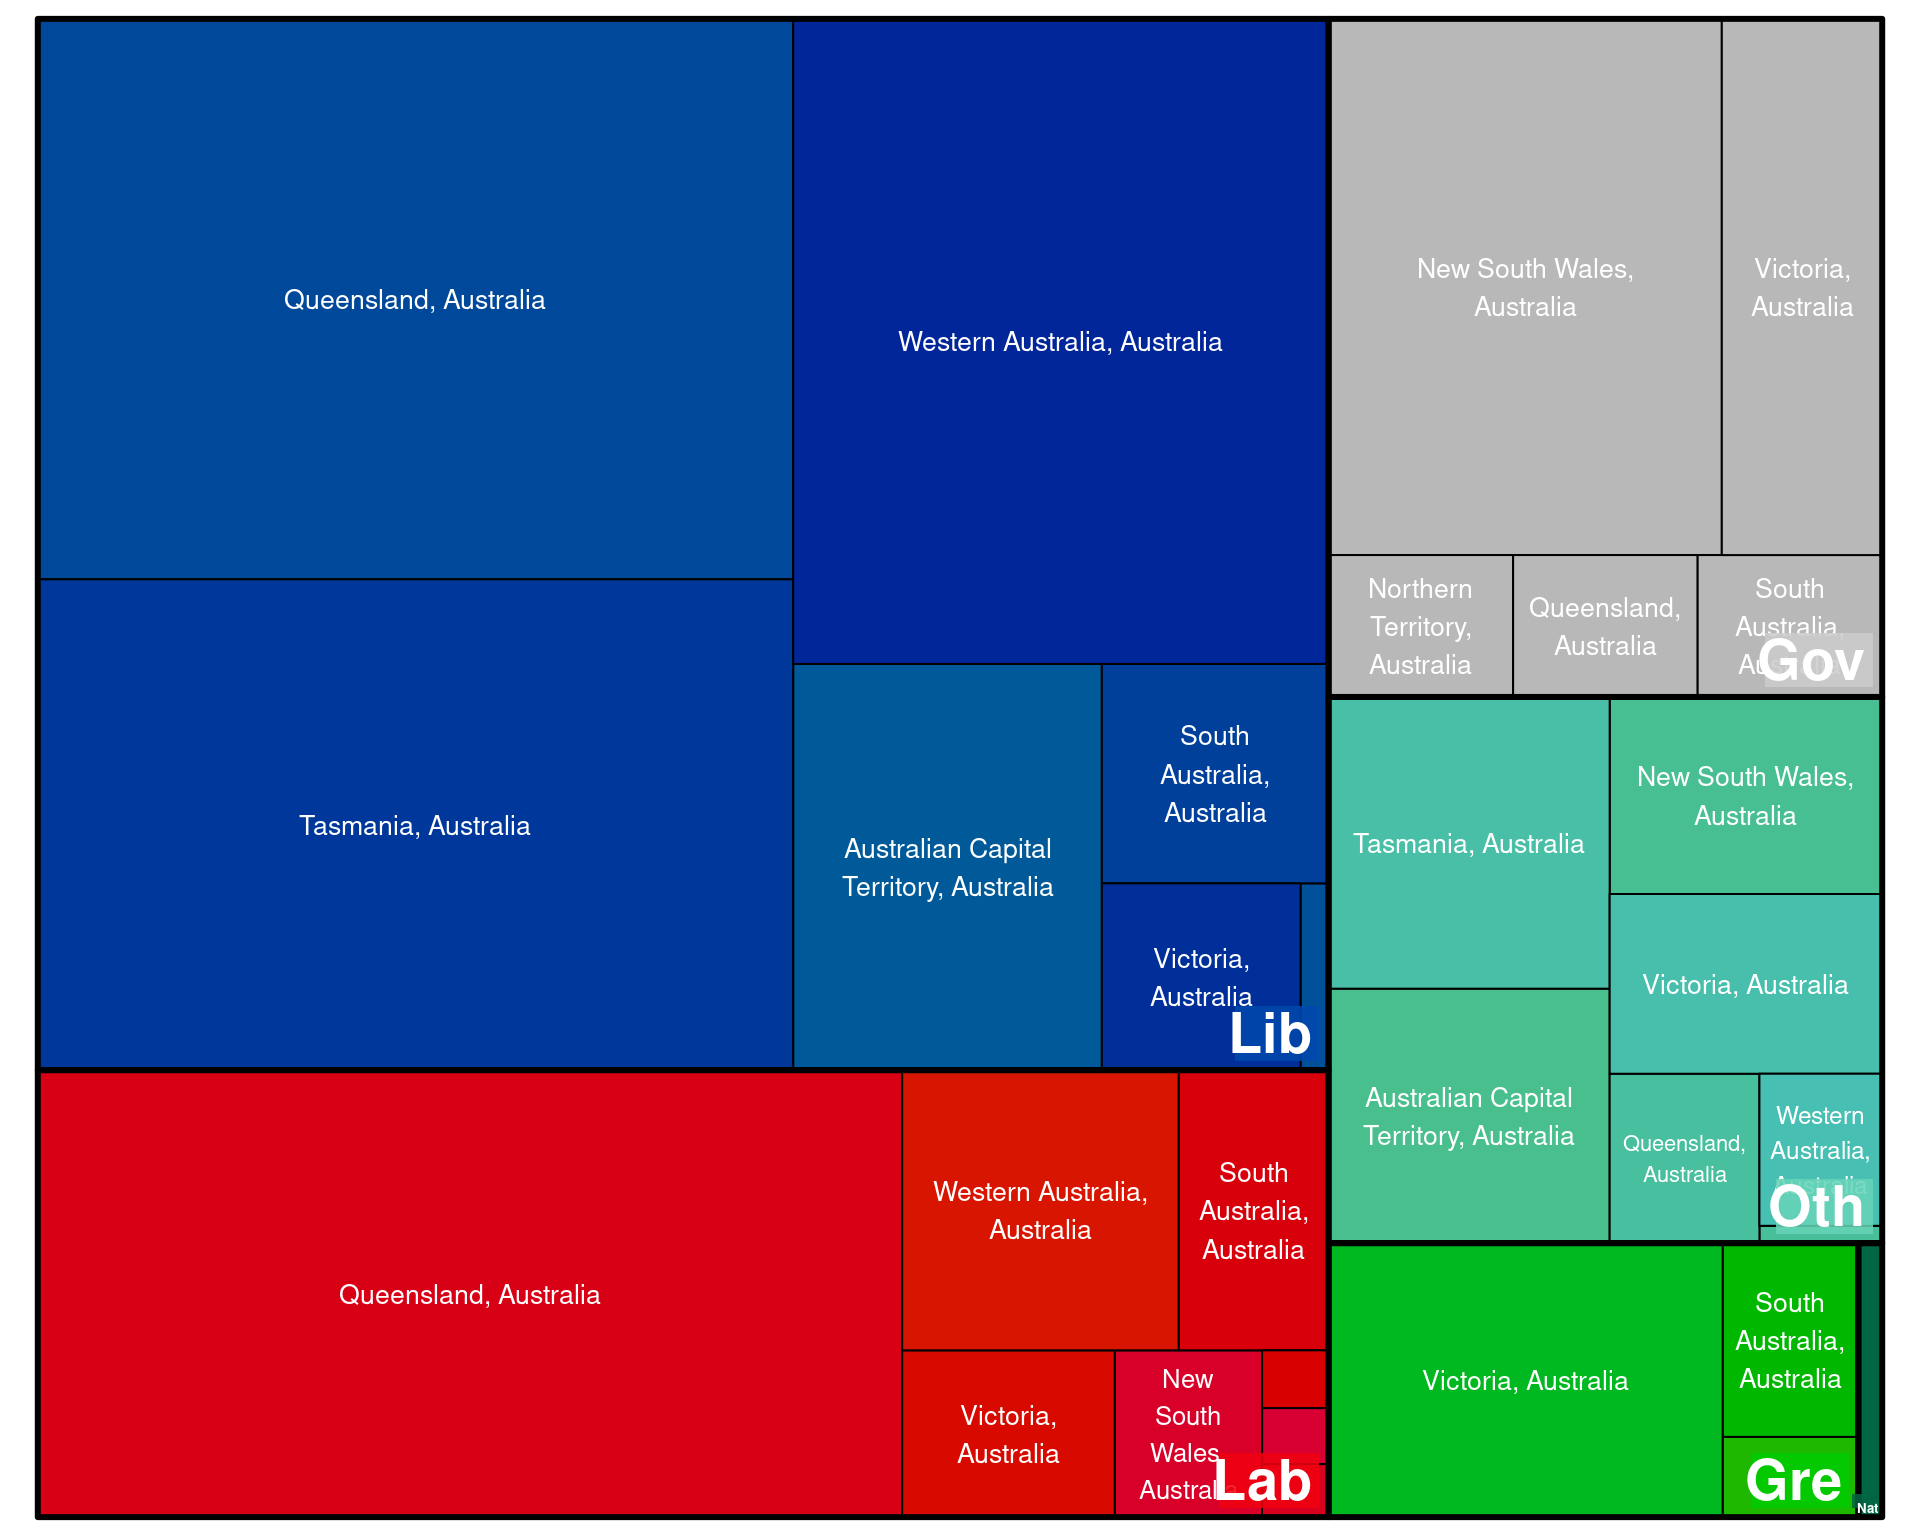 Queensland, Australia
Western Australia, Australia
Tasmania, Australia
Australian Capital
Territory, Australia
South
Australia,
Australia
Victoria,
Australia
Lib
Queensland, Australia
Western Australia,
Australia
South
Australia,
Australia
Victoria,
Australia
New
South
Wales
Australia
Lab
New South Wales,
Australia
Victoria,
Australia
Northern
Territory,
Australia
Queensland,
Australia
South
Australia,
Gov
Tasmania, Australia
New South Wales,
Australia
Victoria, Australia
Australian Capital
Territory, Australia
Queensland,
Australia
Western
Australia,
Australia
Oth
Victoria, Australia
South
Australia,
Australia
Gre
Nat